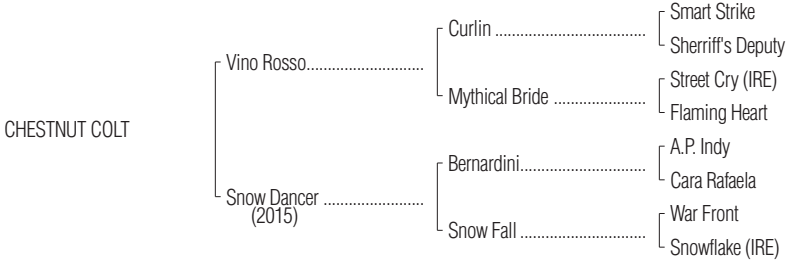 Smart Strike
Curlin ....................................
Sherriff's Deputy
Vino Rosso...........................
Street Cry (IRE)
Mythical Bride ......................
Flaming Heart
CHESTNUT COLT
A.P. Indy
Bernardini..............................
Cara Rafaela
Snow Dancer ........................
(2015)
War Front
Snow Fall ..............................
Snowflake (IRE)